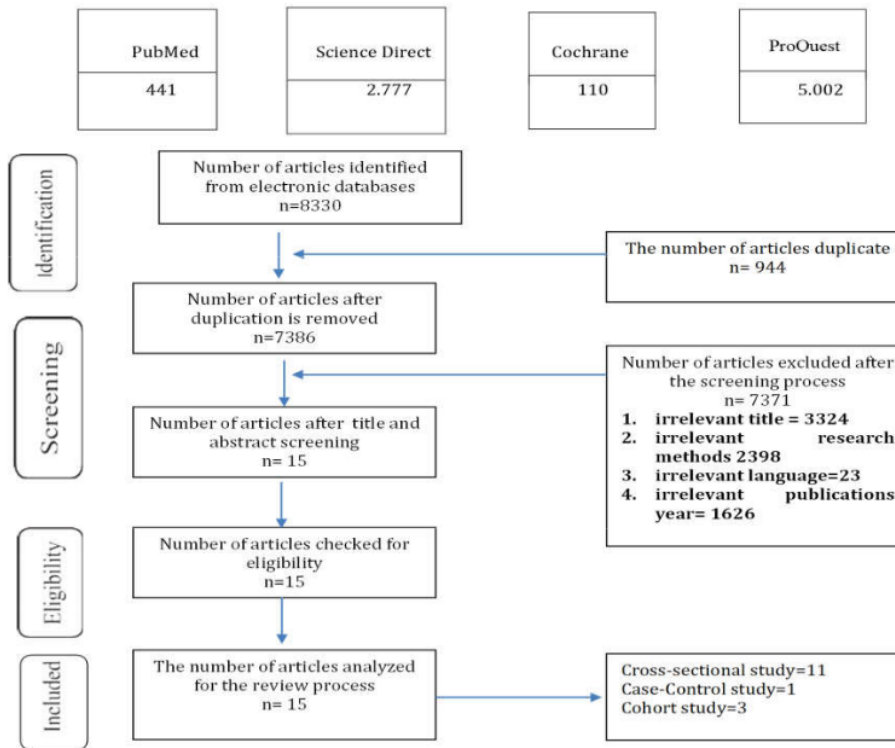 PubMed
441
Science Direct
2.777
Cochrane
110
ProQuest
5.002
Identification
Number of articles identified
from electronic databases
n=8330
The number of articles duplicate
n= 944
Number of articles after
duplication is removed
n=7386
Screening
Number of articles excluded after
the screening process
n= 7371
1. irrelevant title = 3324
2. irrelevant research
methods 2398
3. irrelevant language=23
4. irrelevant publications
year= 1626
Number of articles after title and
abstract screening
n= 15
Eligibility
Number of articles checked for
eligibility
n=15
Included
The number of articles analyzed
for the review process
n= 15
Cross-sectional study=11
Case-Control study=1
Cohort study=3